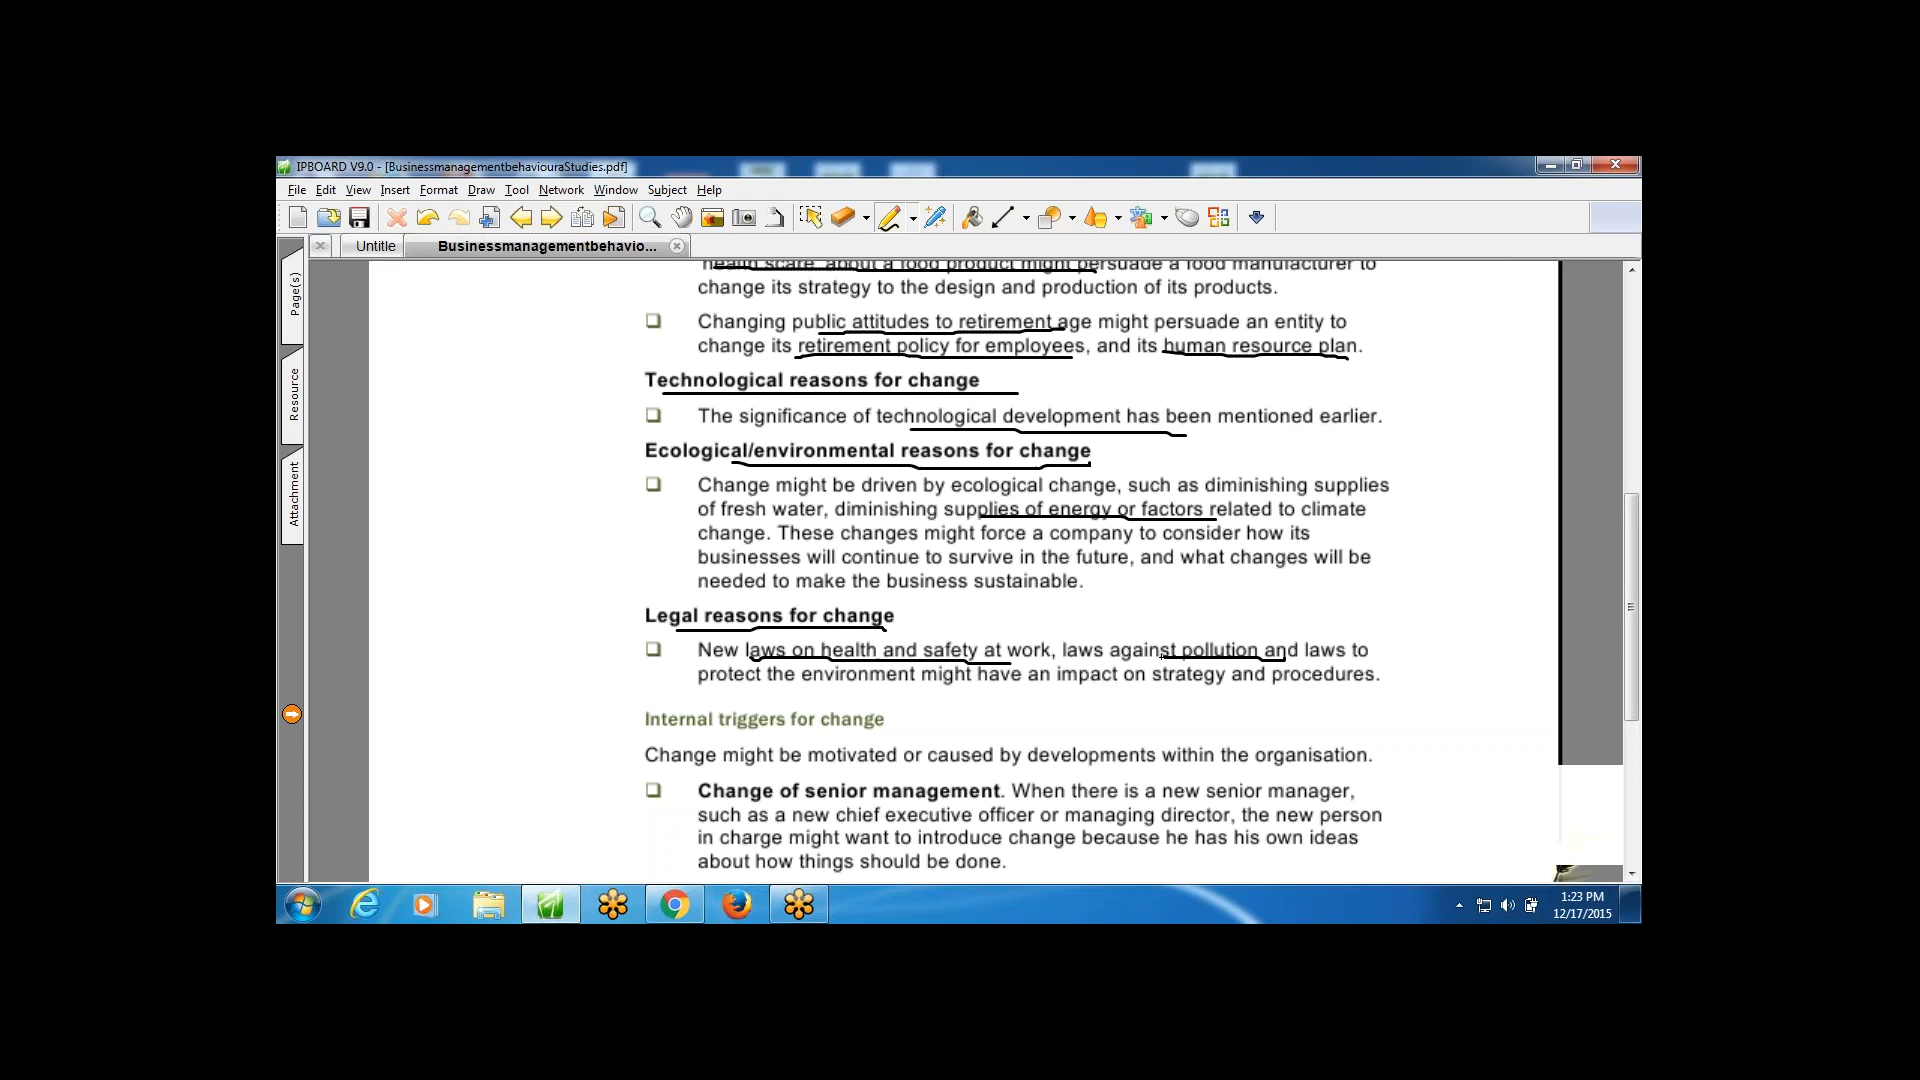 IPBOARD V9.0 - [BusinessmanagementbehaviouraStudies.pdf]
File Edit View Insert Format Draw Tool Network Window Subject Help
Untitle Businessmanagementbehavio...
Page(s)
Resource
Attachment
health scare, about a food product might persuade a food manufacturer to
change its strategy to the design and production of its products.
❑ Changing public attitudes to retirement age might persuade an entity to
change its retirement policy for employees, and its human resource plan.
Technological reasons for change
❑ The significance of technological development has been mentioned earlier.
Ecological/environmental reasons for change
❑ Change might be driven by ecological change, such as diminishing supplies
of fresh water, diminishing supplies of energy or factors related to climate
change. These changes might force a company to consider how its
businesses will continue to survive in the future, and what changes will be
needed to make the business sustainable.
Legal reasons for change
❑ New laws on health and safety at work, laws against pollution and laws to
protect the environment might have an impact on strategy and procedures.
Internal triggers for change
Change might be motivated or caused by developments within the organisation.
❑ Change of senior management. When there is a new senior manager,
such as a new chief executive officer or managing director, the new person
in charge might want to introduce change because he has his own ideas
about how things should be done.
1:23 PM
12/17/2015